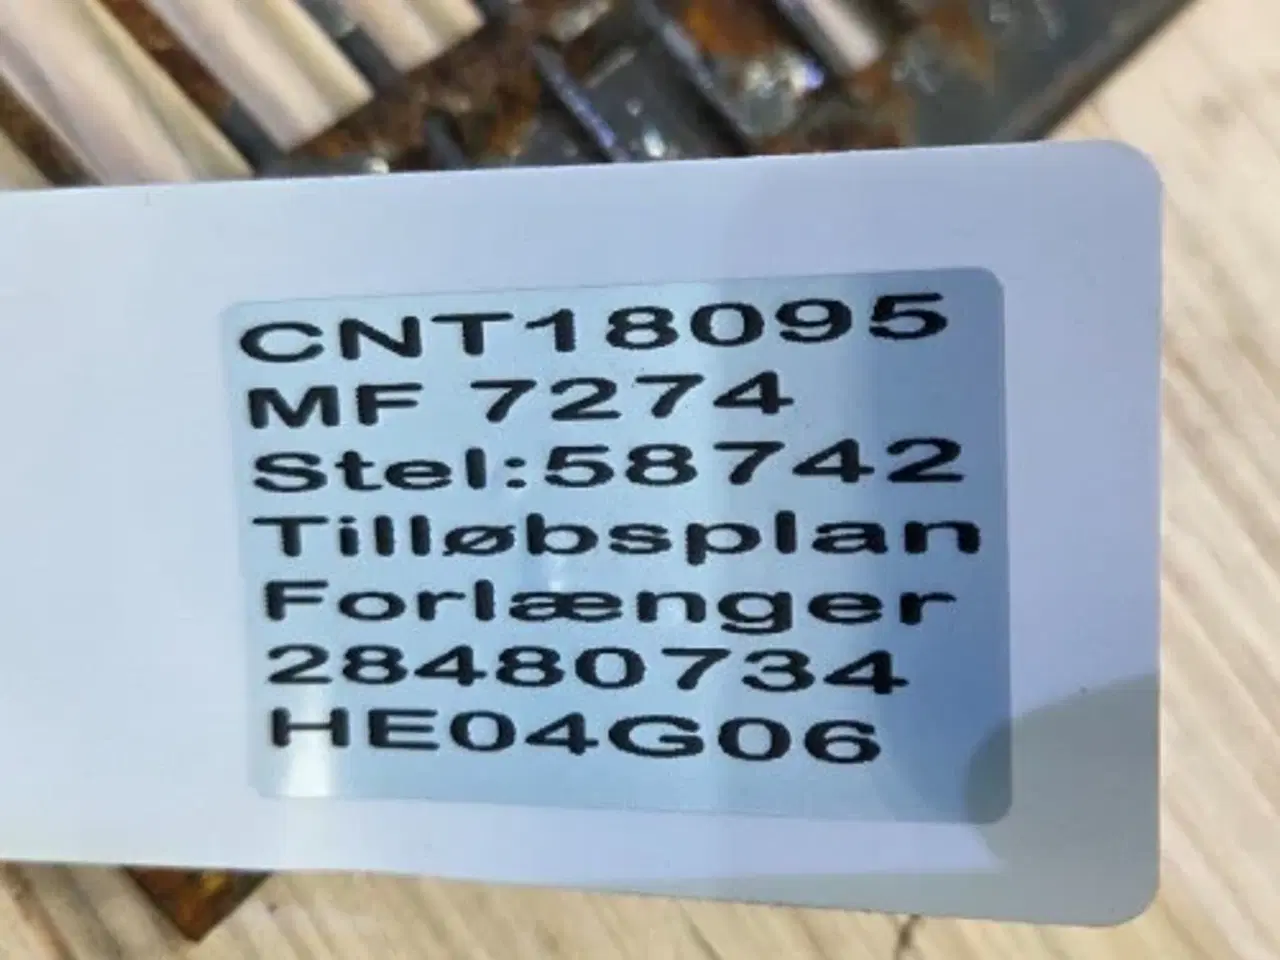 CNT18095
MF 7274
Stel:58742
Tilløbsplan
Forlænger
28480734
HE04G06